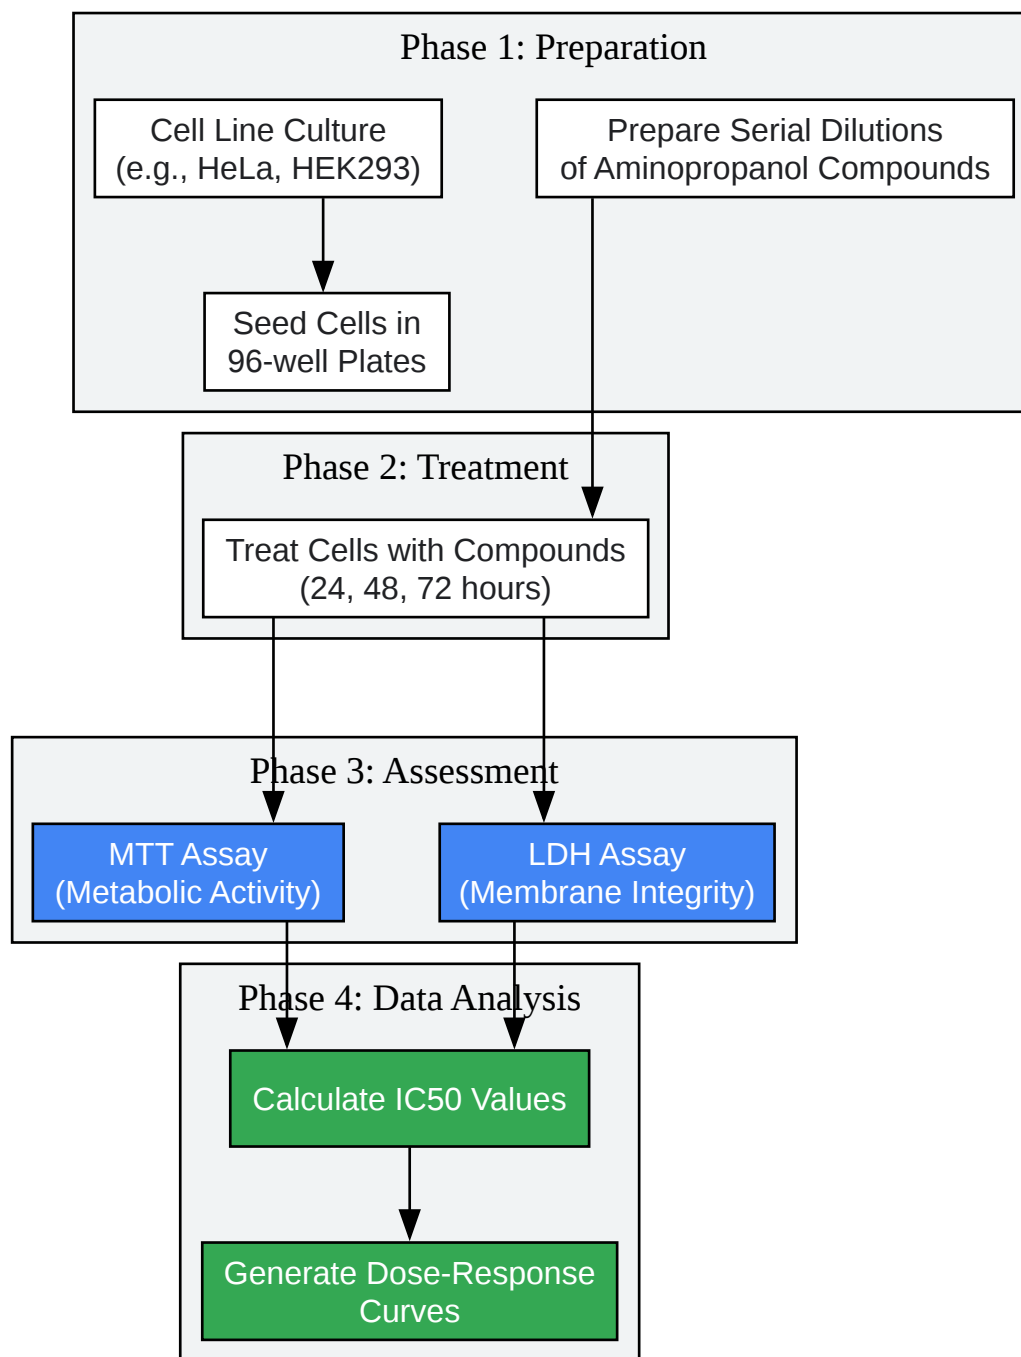 Phase 1: Preparation
Cell Line Culture
(e.g., HeLa, HEK293)
Prepare Serial Dilutions
of Aminopropanol Compounds
Seed Cells in
96-well Plates
Phase 2: Treatment
Treat Cells with Compounds
(24, 48, 72 hours)
Phase 3: Assessment
MTT Assay
(Metabolic Activity)
LDH Assay
(Membrane Integrity)
Phase 4: Data Analysis
Calculate IC50 Values
Generate Dose-Response
Curves